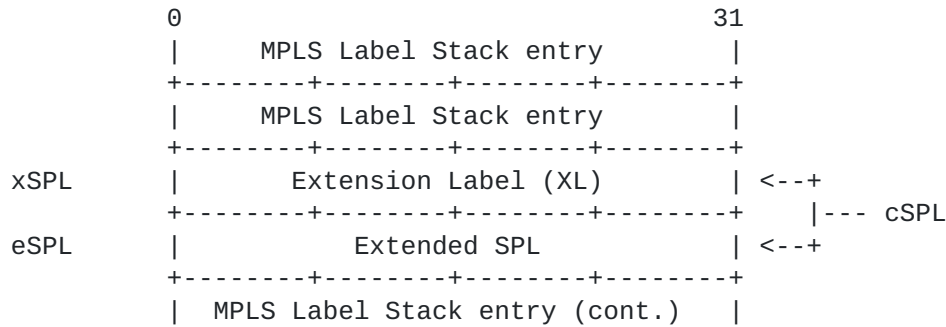 0                                  31
|      MPLS Label Stack entry       |
+--------+--------+--------+--------+
|      MPLS Label Stack entry       |
+--------+--------+--------+--------+
xSPL      |       Extension Label (XL)        | <--+
+--------+--------+--------+--------+    |--- cSPL
eSPL      |           Extended SPL            | <--+
+--------+--------+--------+--------+
|  MPLS Label Stack entry (cont.)   |